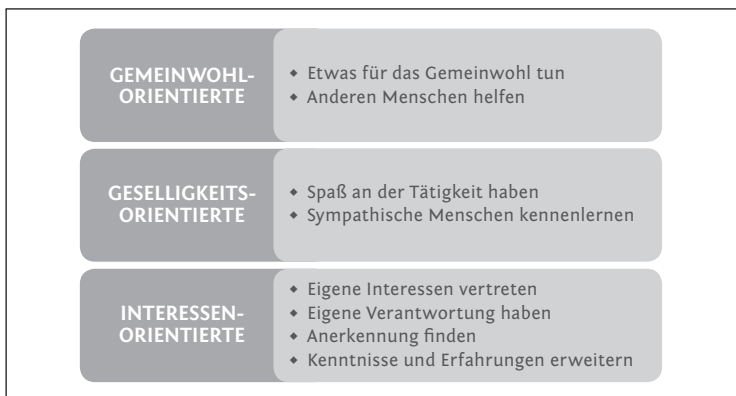 GEMEINWOHL-
ORIENTIERTE
◆ Etwas für das Gemeinwohl tun
◆ Anderen Menschen helfen
GESELLIGKEITS-
ORIENTIERTE
◆ Spaß an der Tätigkeit haben
◆ Sympathische Menschen kennenlernen
INTERESSEN-
ORIENTIERTE
◆ Eigene Interessen vertreten
◆ Eigene Verantwortung haben
◆ Anerkennung finden
◆ Kenntnisse und Erfahrungen erweitern